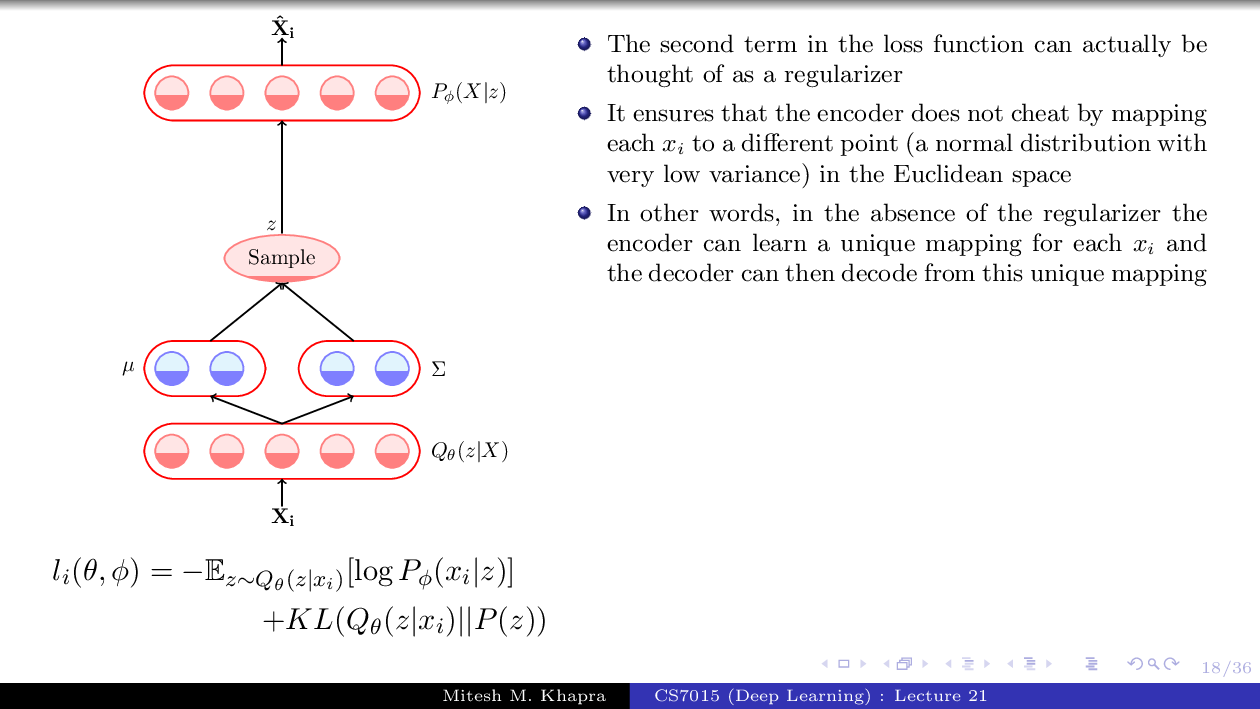 X̂ᵢ
P_ϕ(X|z)
z
Sample
μ
Σ
Q_θ(z|X)
Xᵢ
l_i(θ, ϕ) = −𝔼_{z∼Q_θ(z|x_i)}[log P_ϕ(x_i|z)]
+KL(Q_θ(z|x_i)||P(z))
The second term in the loss function can actually be
thought of as a regularizer
It ensures that the encoder does not cheat by mapping
each x_i to a different point (a normal distribution with
very low variance) in the Euclidean space
In other words, in the absence of the regularizer the
encoder can learn a unique mapping for each x_i and
the decoder can then decode from this unique mapping
18/36
Mitesh M. Khapra
CS7015 (Deep Learning) : Lecture 21